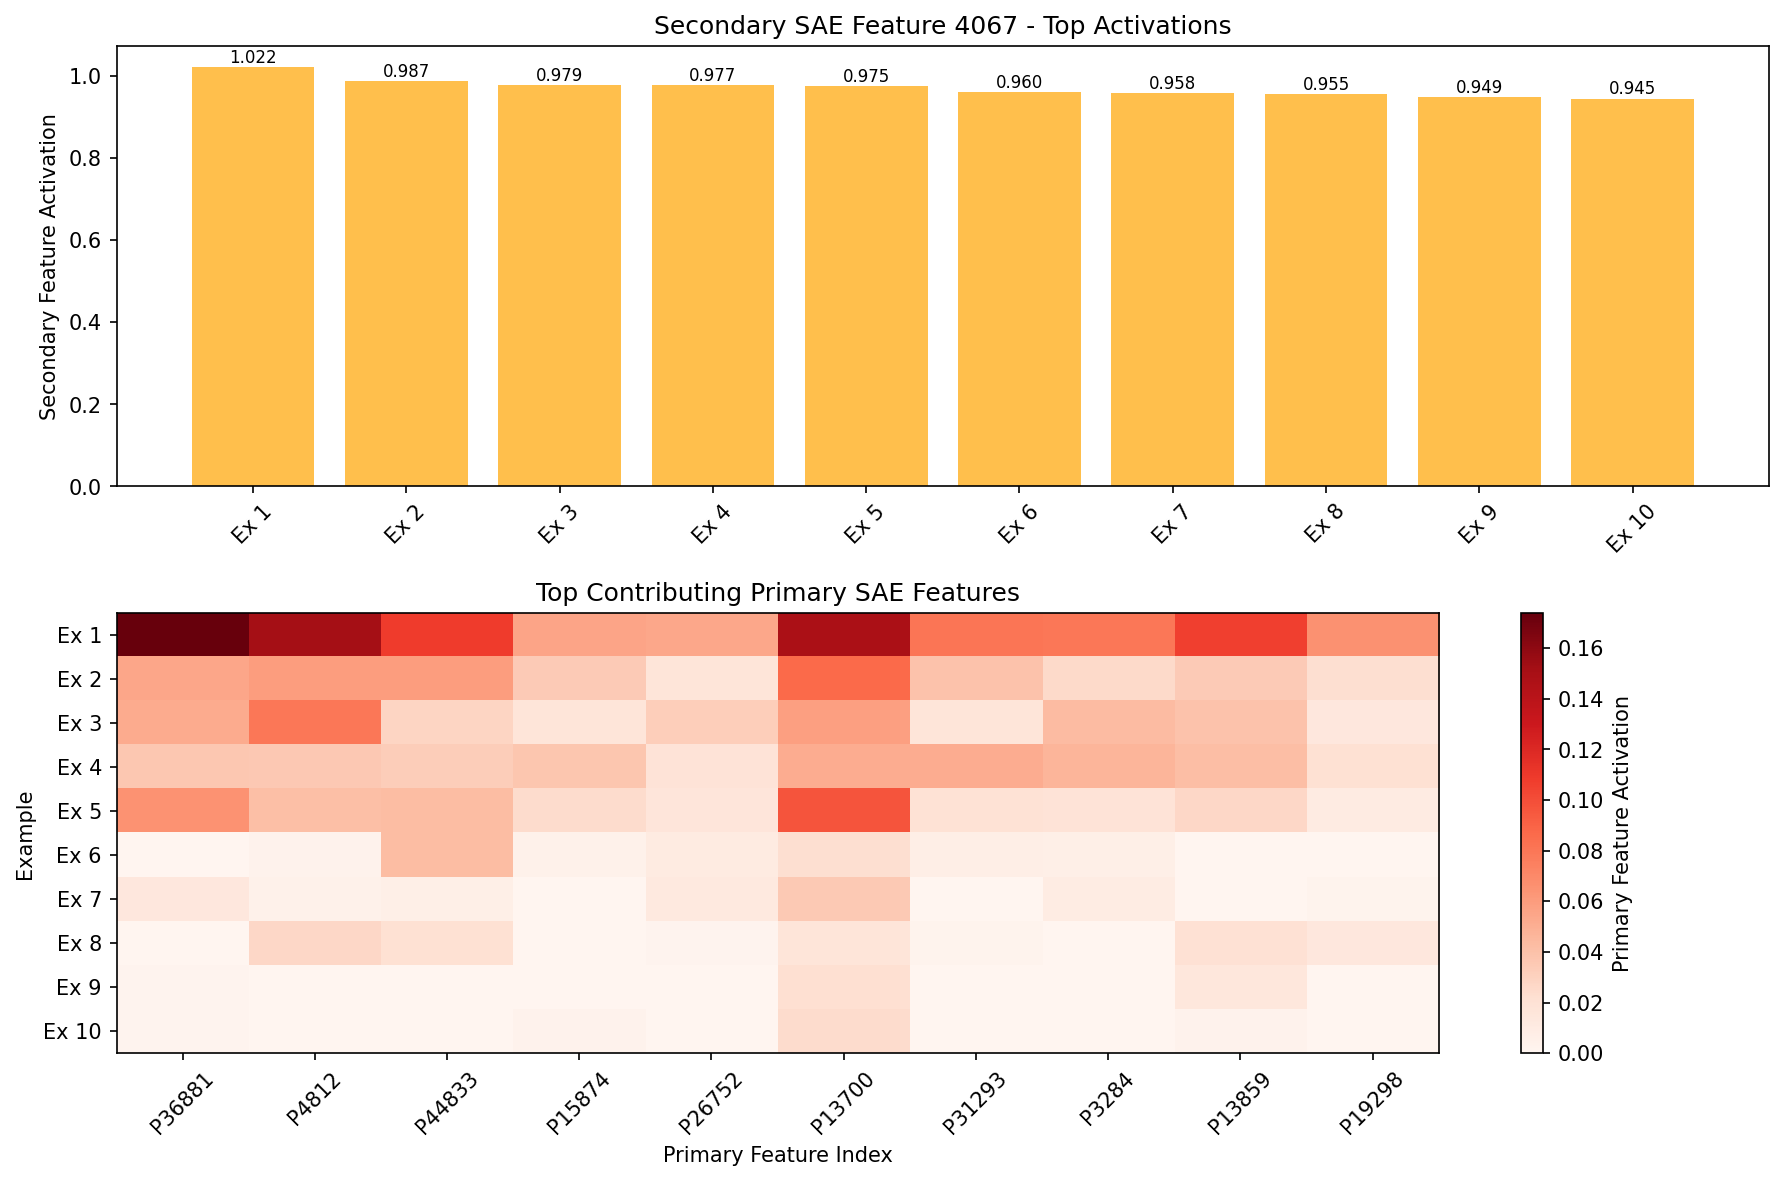 Secondary SAE Feature 4067 - Top Activations
Secondary Feature Activation
1.0
0.8
0.6
0.4
0.2
0.0
1.022
0.987
0.979
0.977
0.975
0.960
0.958
0.955
0.949
0.945
Ex 1
Ex 2
Ex 3
Ex 4
Ex 5
Ex 6
Ex 7
Ex 8
Ex 9
Ex 10
Top Contributing Primary SAE Features
Example
Ex 1
Ex 2
Ex 3
Ex 4
Ex 5
Ex 6
Ex 7
Ex 8
Ex 9
Ex 10
P36881
P4812
P44833
P15874
P26752
P13700
P31293
P3284
P13859
P19298
Primary Feature Index
0.16
0.14
0.12
0.10
0.08
0.06
0.04
0.02
0.00
Primary Feature Activation